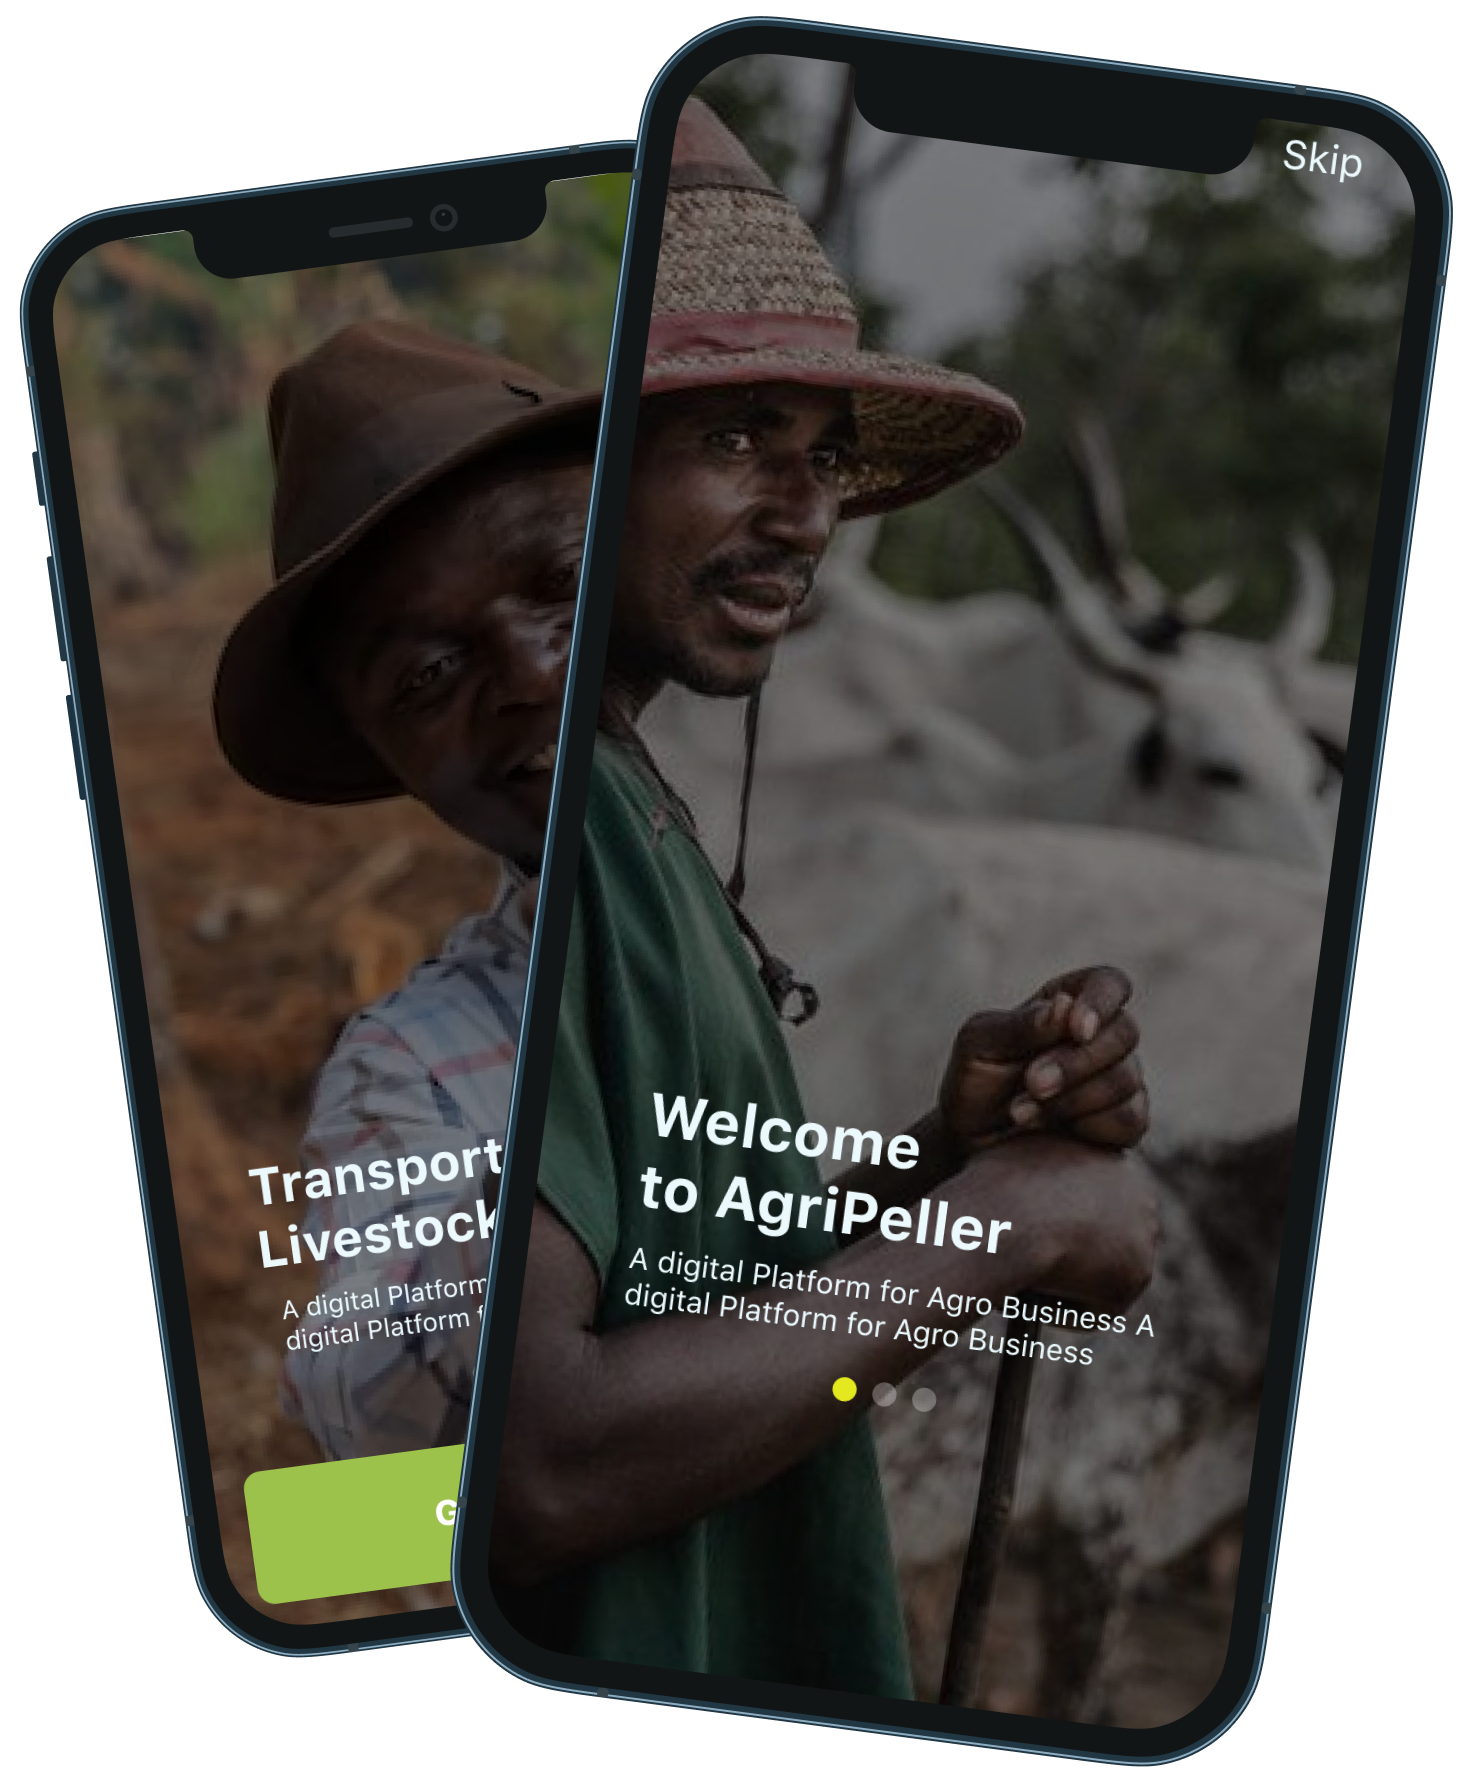 Skip
Welcome
to AgriPeller
A digital Platform for Agro Business A
digital Platform for Agro Business
Transport
Livestock
A digital Platform
digital Platform